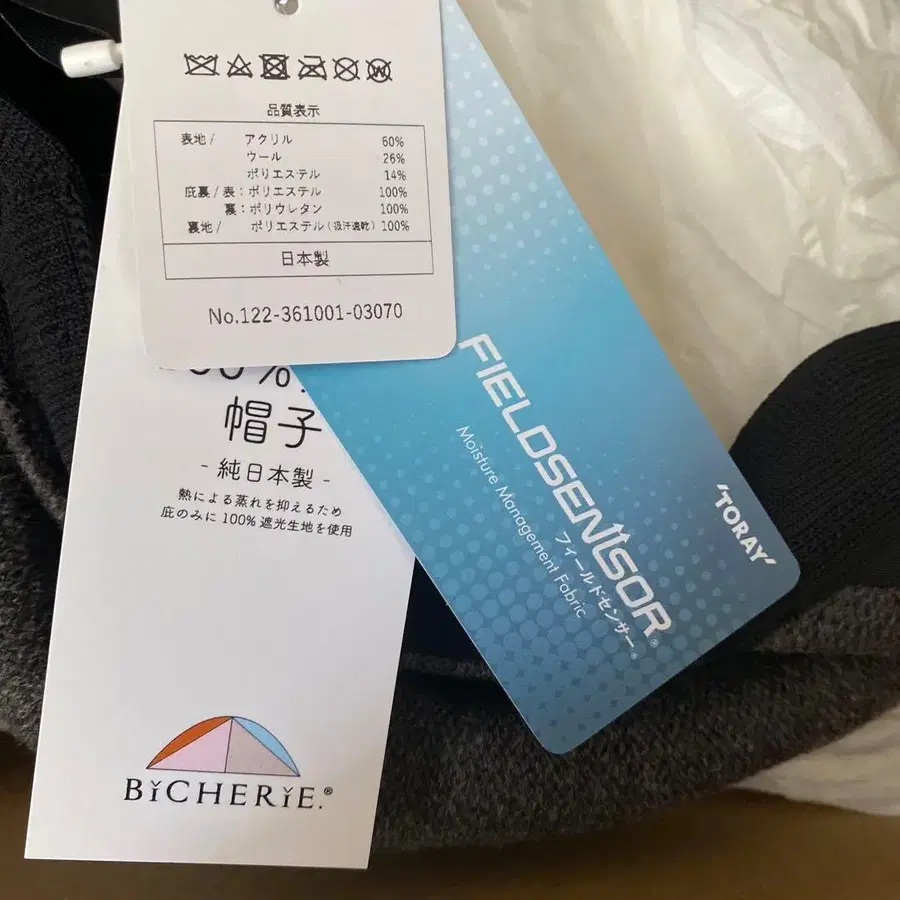 品質表示
表地/ アクリル 60%
ウール 26%
ポリエステル 14%
庇裏/表:ポリエステル 100%
裏:ポリウレタン 100%
裏地/ ポリエステル(吸汗速乾) 100%
日本製
No.122-361001-03070
帽子
- 純日本製 -
熱による蒸れを抑えるため
庇のみに100%遮光生地を使用
BiCHERiE.®
FIELDSENSOR®
フィールドセンサー®
Moisture Management Fabric
'TORAY'